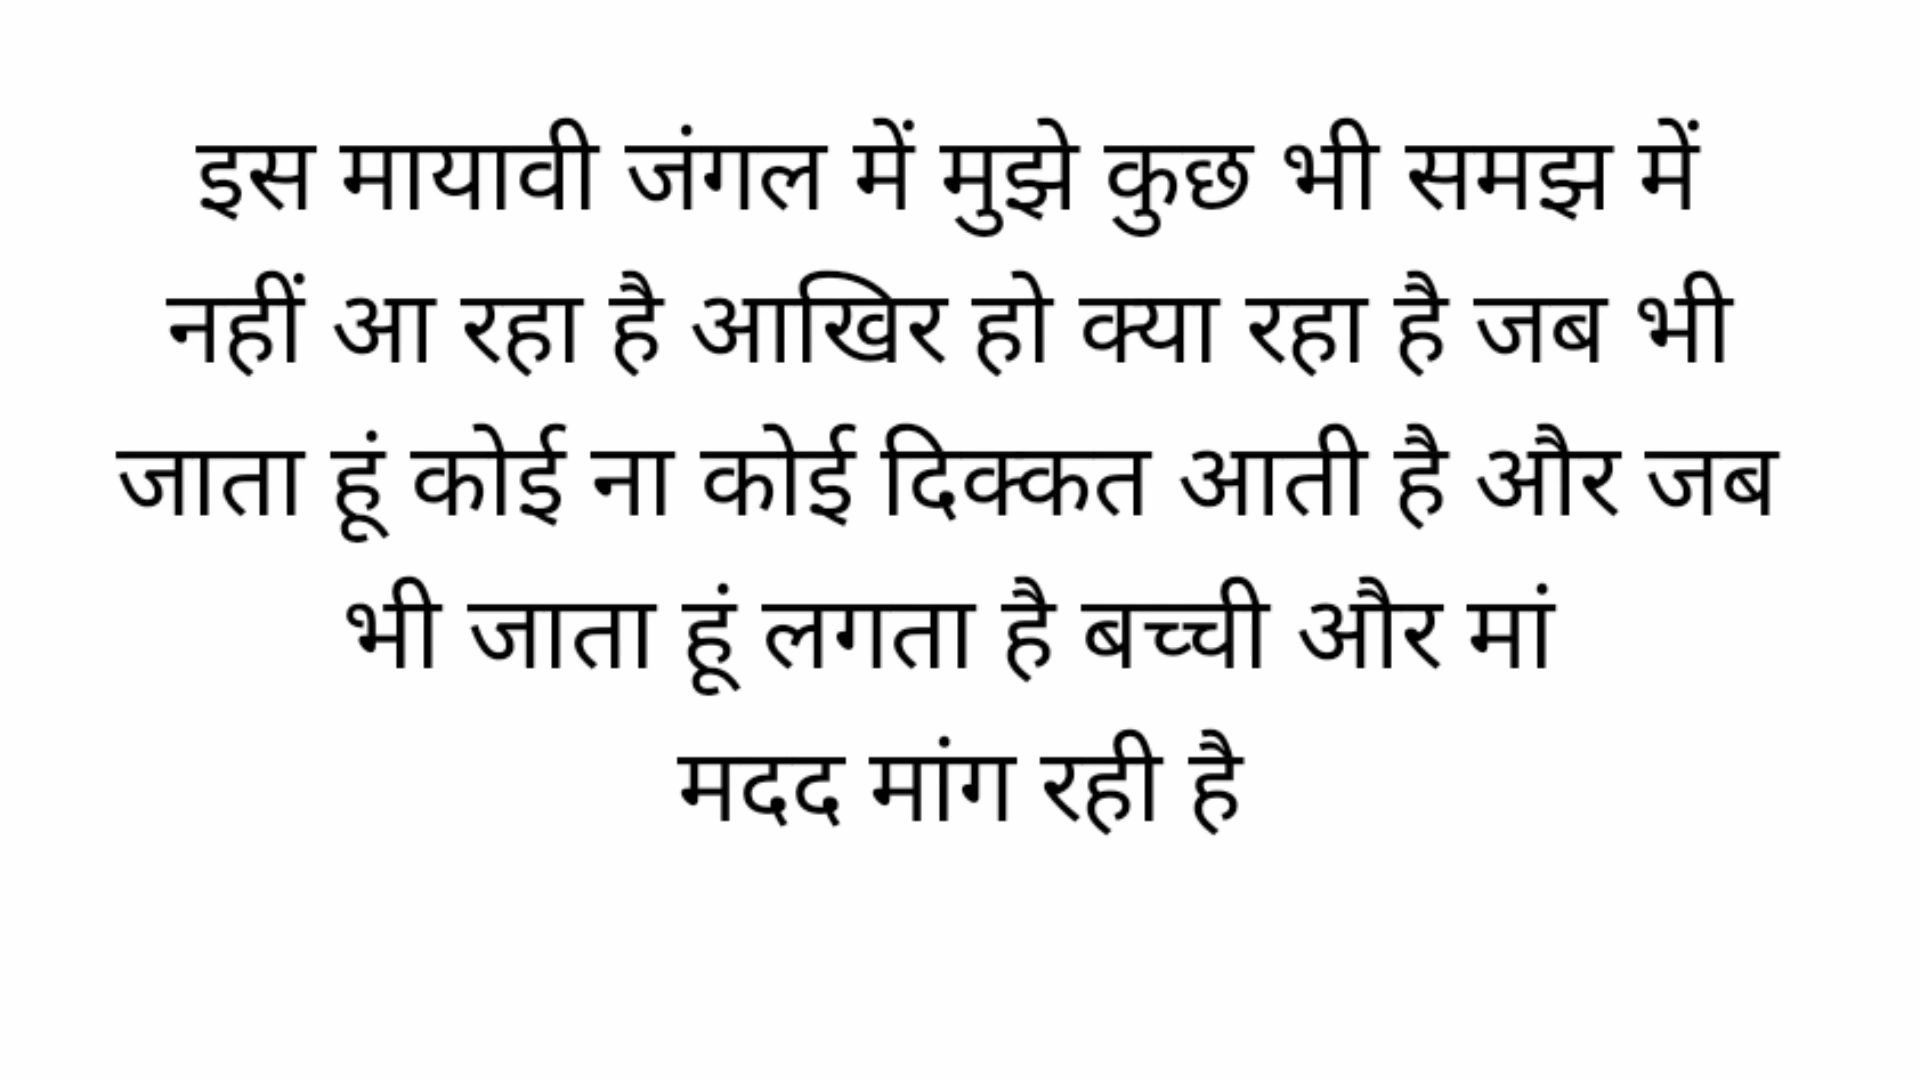 इस मायावी जंगल में मुझे कुछ भी समझ में
नहीं आ रहा है आखिर हो क्या रहा है जब भी
जाता हूं कोई ना कोई दिक्कत आती है और जब
भी जाता हूं लगता है बच्ची और मां
मदद मांग रही है